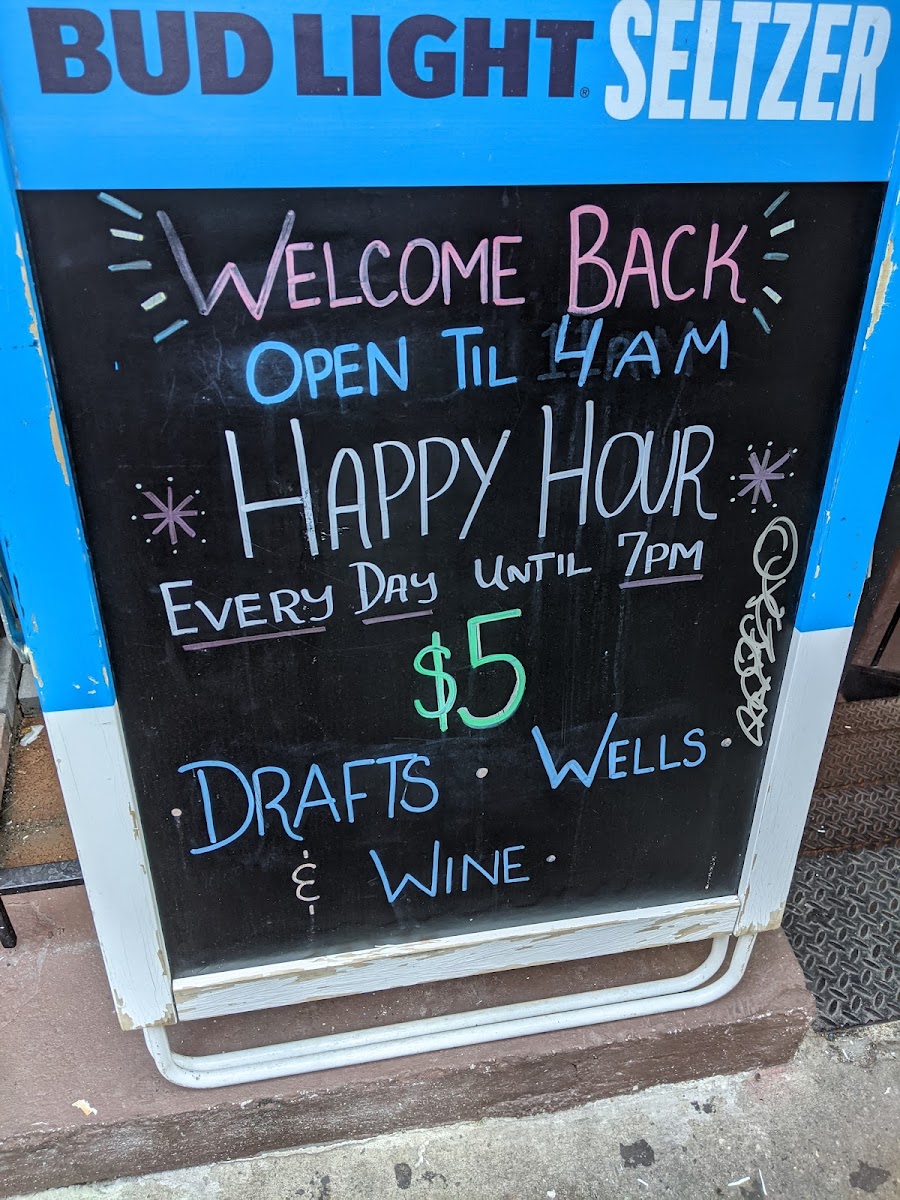 BUD LIGHT® SELTZER
WELCOME BACK
OPEN TIL 4AM
HAPPY HOUR
EVERY DAY UNTIL 7PM
$5
DRAFTS · WELLS ·
& WINE ·